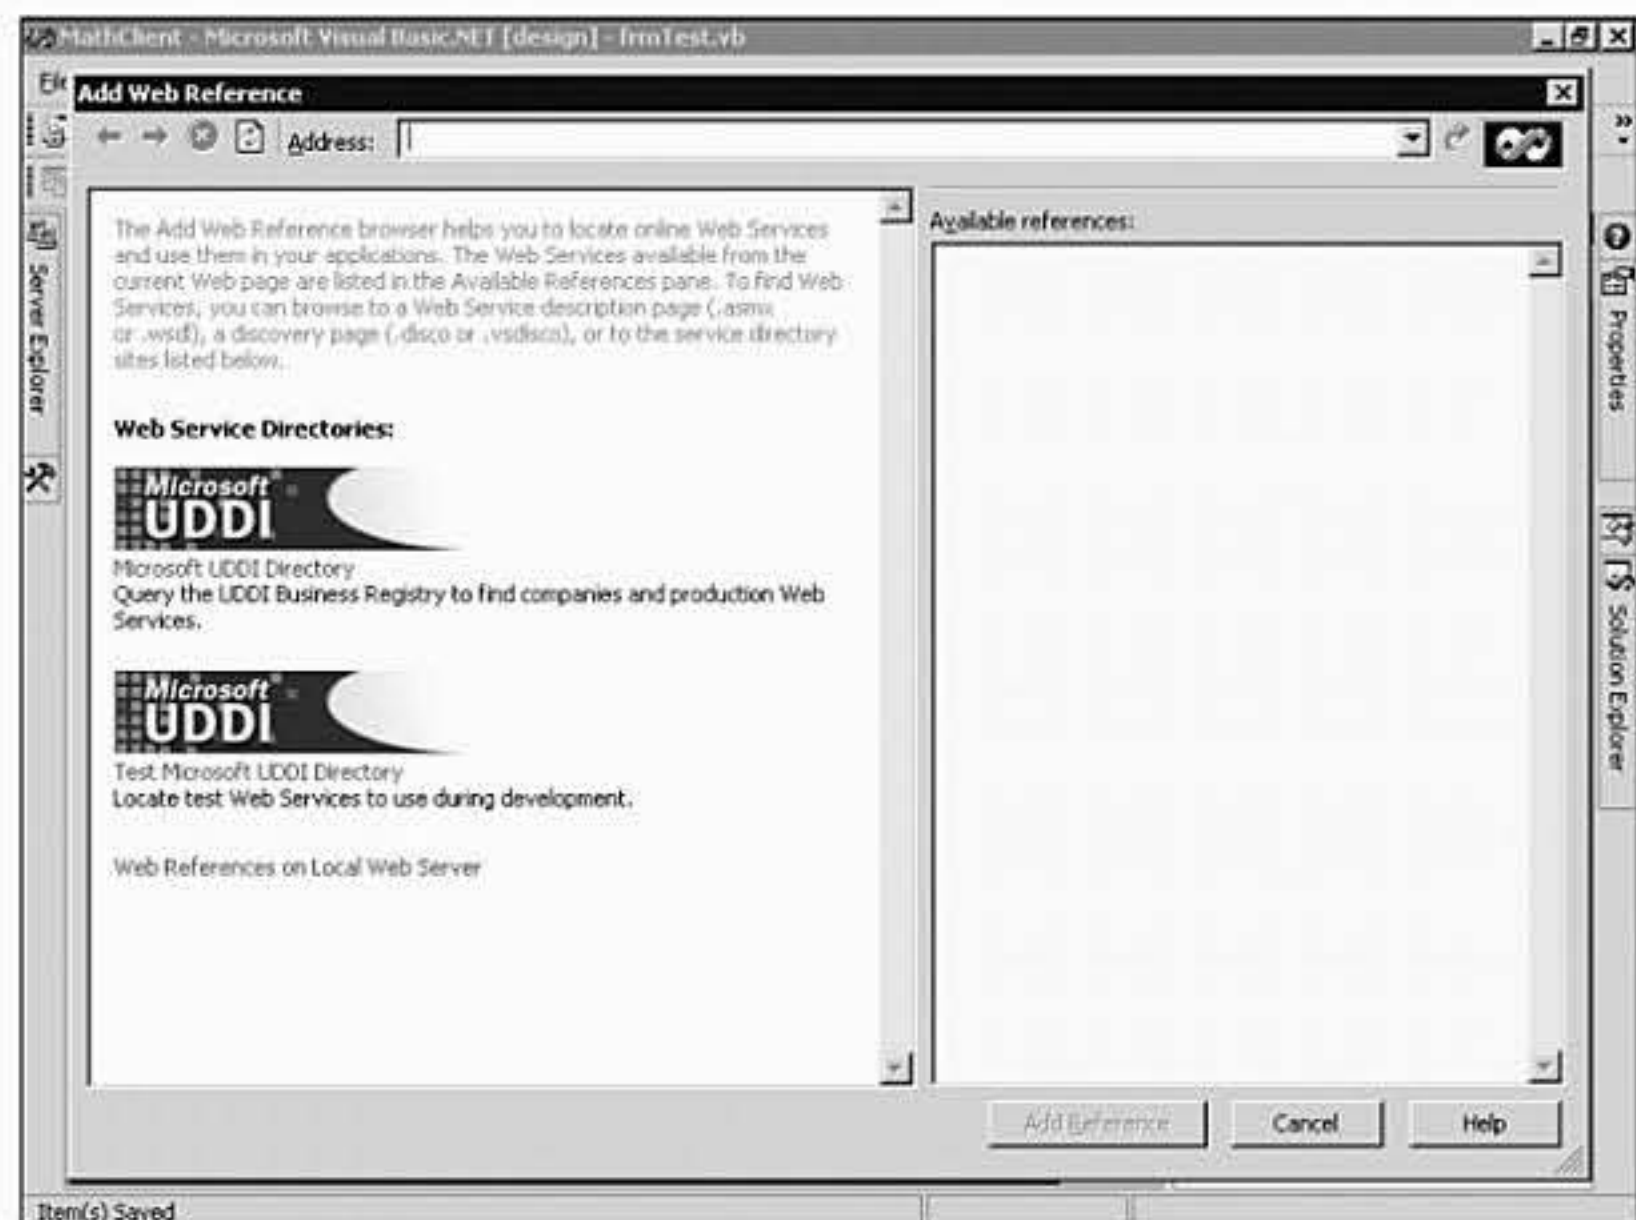 MathClient - Microsoft Visual Basic.NET [design] - frmTest.vb
File
Add Web Reference
Address:
The Add Web Reference browser helps you to locate online Web Services
and use them in your applications. The Web Services available from the
current Web page are listed in the Available References pane. To find Web
Services, you can browse to a Web Service description page (.asmx
or .wsdl), a discovery page (.disco or .vsdisco), or to the service directory
sites listed below.
Web Service Directories:
Microsoft
UDDI
Microsoft UDDI Directory
Query the UDDI Business Registry to find companies and production Web
Services.
Microsoft
UDDI
Test Microsoft UDDI Directory
Locate test Web Services to use during development.
Web References on Local Web Server
Available references:
Add Reference
Cancel
Help
Server Explorer
Properties
Solution Explorer
Item(s) Saved